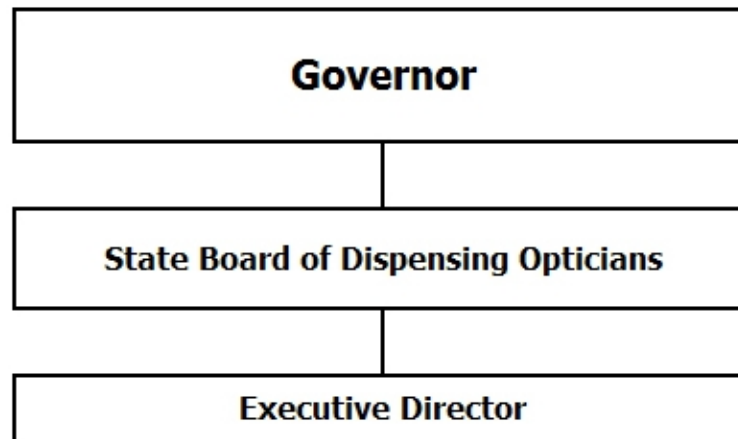 Governor
State Board of Dispensing Opticians
Executive Director